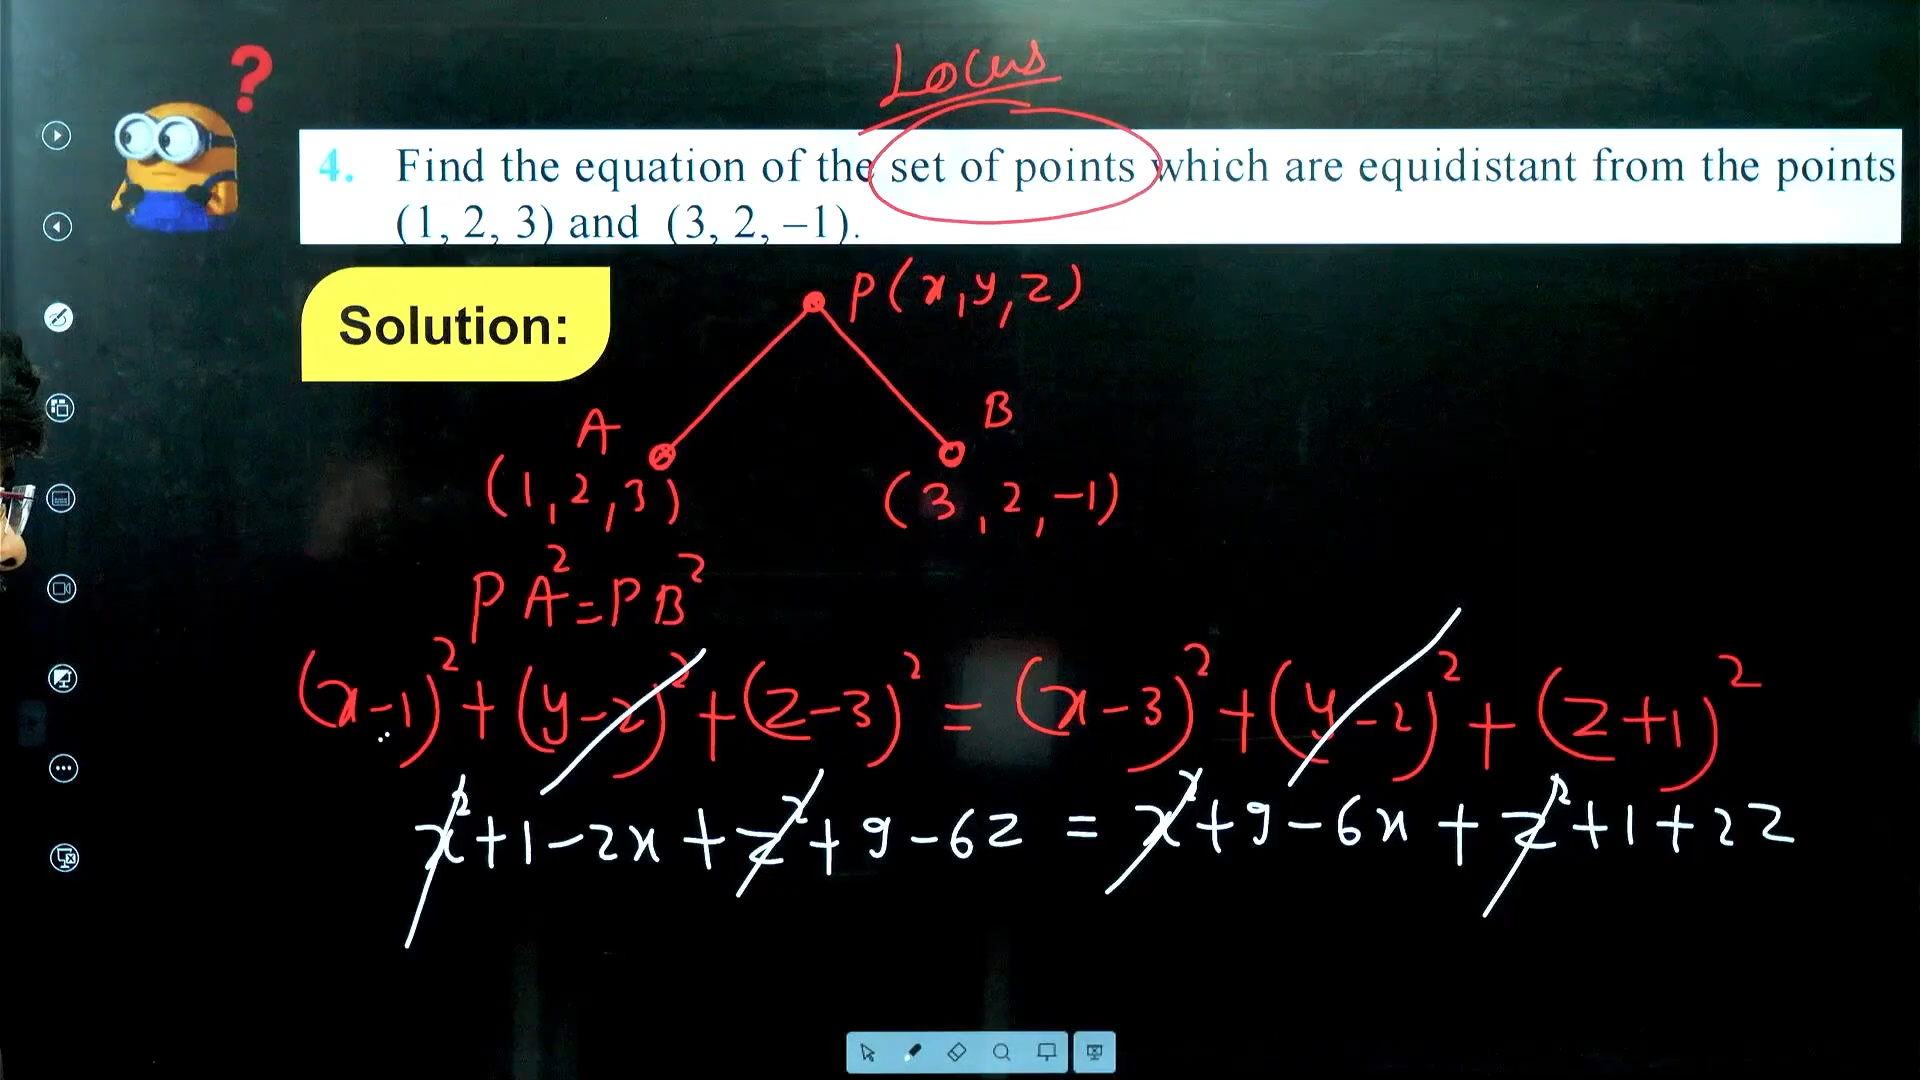 ?
Locus
4. Find the equation of the set of points which are equidistant from the points
(1, 2, 3) and (3, 2, –1).
Solution:
P(x,y,z)
A
B
(1,2,3)
(3,2,-1)
PA²=PB²
(x-1)²+(y-2)²+(z-3)² = (x-3)²+(y-2)²+(z+1)²
x²+1-2x+z²+9-6z = x²+9-6x+z²+1+2z